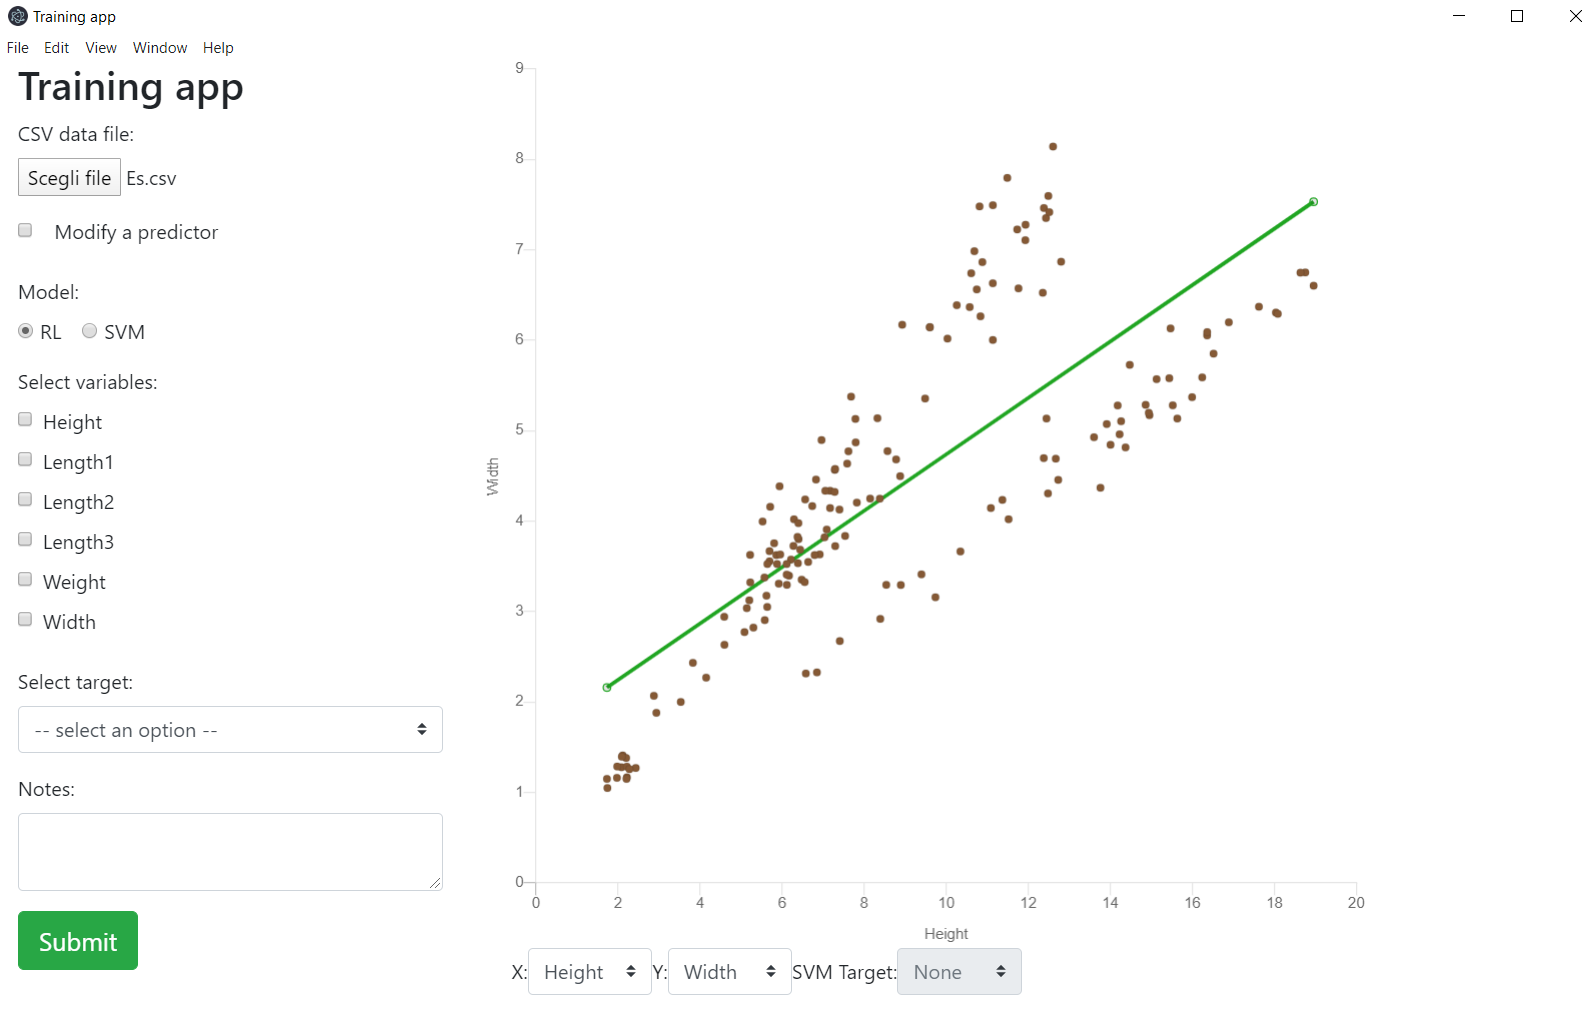 Training app
File Edit View Window Help
Training app
CSV data file:
Scegli file Es.csv
Modify a predictor
Model:
RL SVM
Select variables:
Height
Length1
Length2
Length3
Weight
Width
Select target:
-- select an option --
Notes:
Submit
9
8
7
6
5
4
3
2
1
0
Width
0 2 4 6 8 10 12 14 16 18 20
Height
X: Height Y: Width SVM Target: None